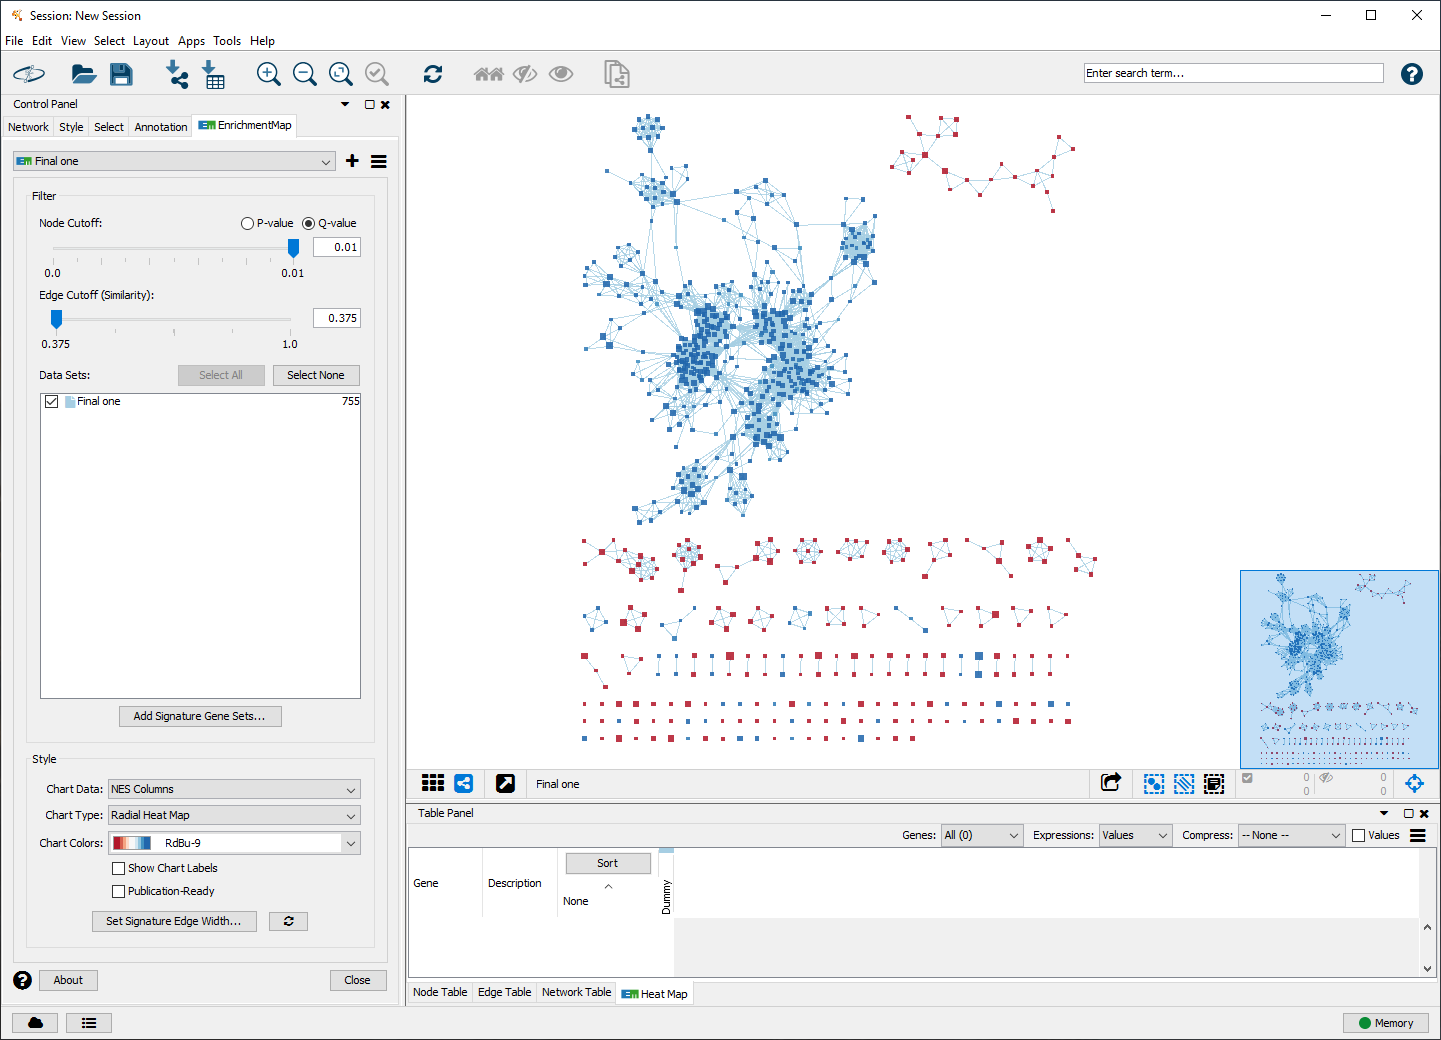 Session: New Session
File Edit View Select Layout Apps Tools Help
Enter search term...
Control Panel
Network Style Select Annotation EnrichmentMap
Final one
Filter
Node Cutoff: P-value Q-value
0.01
0.0 0.01
Edge Cutoff (Similarity):
0.375
0.375 1.0
Data Sets: Select All Select None
Final one 755
Add Signature Gene Sets...
Style
Chart Data: NES Columns
Chart Type: Radial Heat Map
Chart Colors: RdBu-9
Show Chart Labels
Publication-Ready
Set Signature Edge Width...
About Close
Final one
0 0
0 0
Table Panel
Genes: All (0) Expressions: Values Compress: -- None -- Values
Gene Description Sort
None
Dummy
Node Table Edge Table Network Table Heat Map
Memory